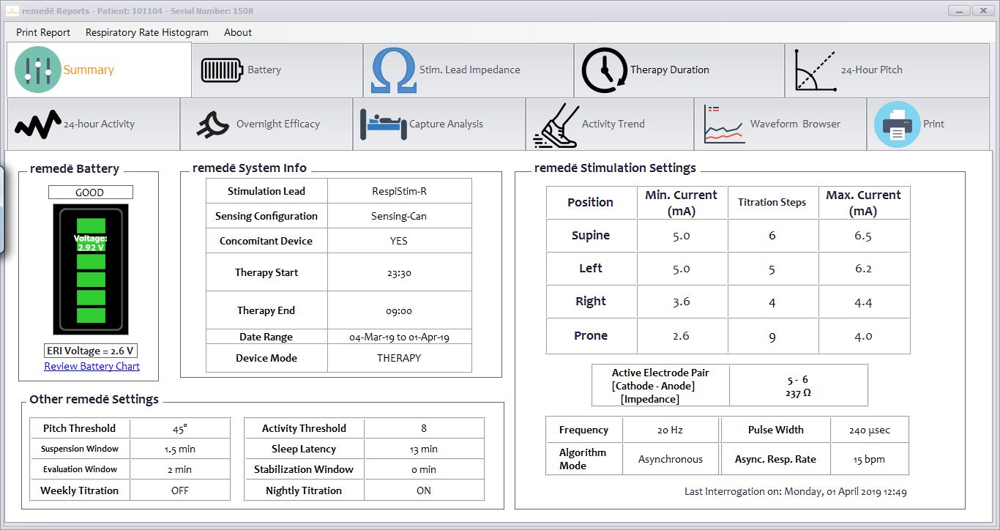 remedē Reports - Patient: 101104 - Serial Number: 1508
Print Report Respiratory Rate Histogram About
Summary Battery Stim. Lead Impedance Therapy Duration 24-Hour Pitch
24-hour Activity Overnight Efficacy Capture Analysis Activity Trend Waveform Browser Print
remedē Battery
GOOD
Voltage:
2.92 V
ERI Voltage = 2.6 V
Review Battery Chart
remedē System Info
Stimulation Lead RespiStim-R
Sensing Configuration Sensing-Can
Concomitant Device YES
Therapy Start 23:30
Therapy End 09:00
Date Range 04-Mar-19 to 01-Apr-19
Device Mode THERAPY
remedē Stimulation Settings
Position Min. Current (mA) Titration Steps Max. Current (mA)
Supine 5.0 6 6.5
Left 5.0 5 6.2
Right 3.6 4 4.4
Prone 2.6 9 4.0
Active Electrode Pair
[Cathode - Anode]
[Impedance]
5 - 6
237 Ω
Frequency 20 Hz Pulse Width 240 µsec
Algorithm Mode Asynchronous Async. Resp. Rate 15 bpm
Last Interrogation on: Monday, 01 April 2019 12:49
Other remedē Settings
Pitch Threshold 45° Activity Threshold 8
Suspension Window 1.5 min Sleep Latency 13 min
Evaluation Window 2 min Stabilization Window 0 min
Weekly Titration OFF Nightly Titration ON